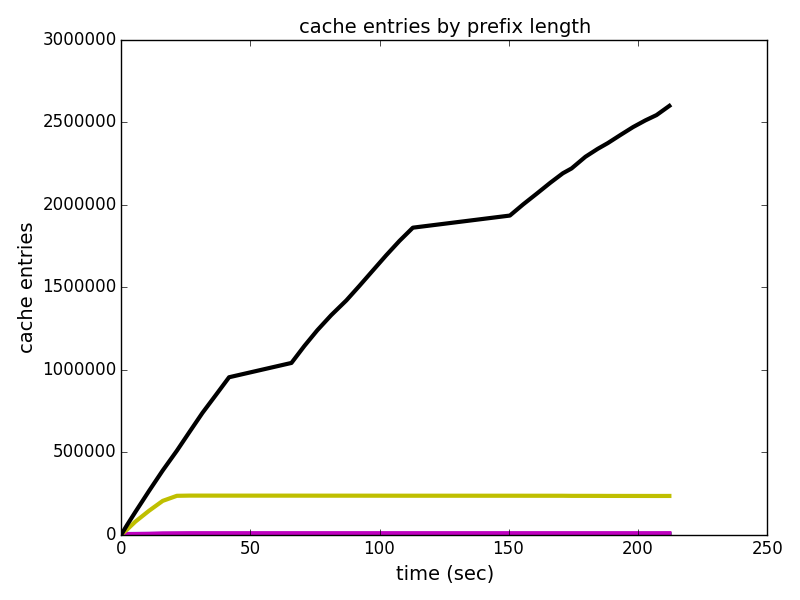 cache entries by prefix length
3000000
2500000
2000000
1500000
1000000
500000
0
cache entries
0 50 100 150 200 250
time (sec)